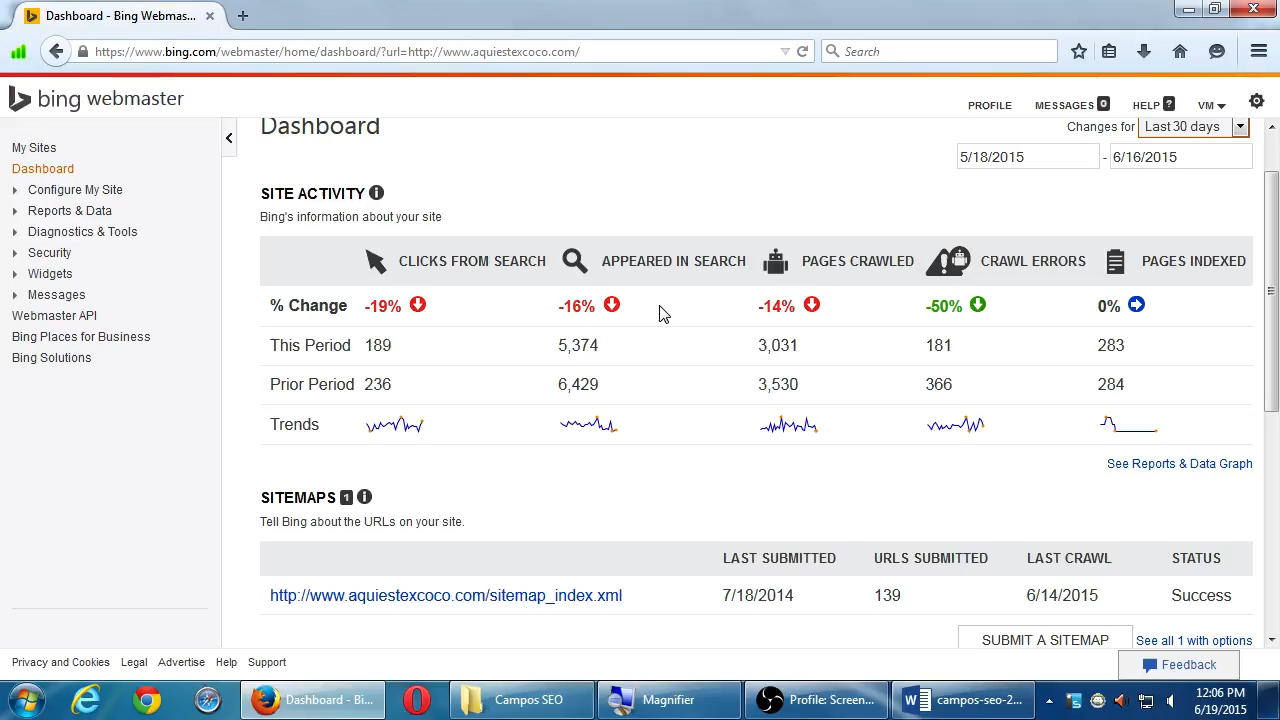 Dashboard - Bing Webmas...
https://www.bing.com/webmaster/home/dashboard/?url=http://www.aquiestexcoco.com/
Search
bing webmaster
PROFILE MESSAGES 0 HELP ? VM
My Sites
Dashboard
Configure My Site
Reports & Data
Diagnostics & Tools
Security
Widgets
Messages
Webmaster API
Bing Places for Business
Bing Solutions
Dashboard
Changes for Last 30 days
5/18/2015 - 6/16/2015
SITE ACTIVITY
Bing's information about your site
CLICKS FROM SEARCH APPEARED IN SEARCH PAGES CRAWLED CRAWL ERRORS PAGES INDEXED
% Change -19% -16% -14% -50% 0%
This Period 189 5,374 3,031 181 283
Prior Period 236 6,429 3,530 366 284
Trends
See Reports & Data Graph
SITEMAPS 1
Tell Bing about the URLs on your site.
LAST SUBMITTED URLS SUBMITTED LAST CRAWL STATUS
http://www.aquiestexcoco.com/sitemap_index.xml 7/18/2014 139 6/14/2015 Success
SUBMIT A SITEMAP See all 1 with options
Privacy and Cookies Legal Advertise Help Support
Feedback
Dashboard - Bi... Campos SEO Magnifier Profile: Screen... campos-seo-2...
12:06 PM
6/19/2015